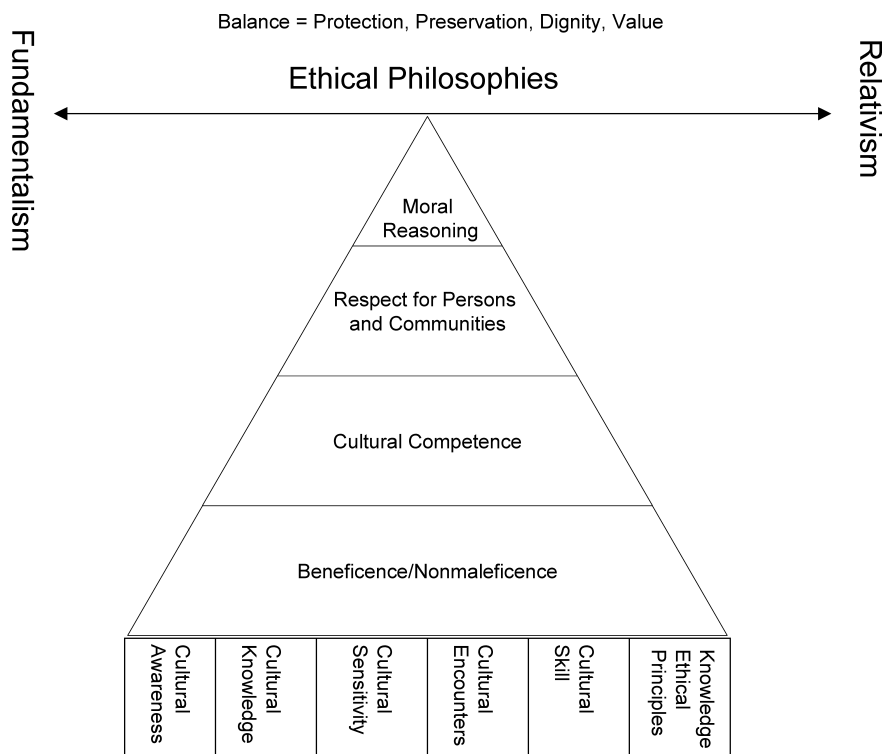 Balance = Protection, Preservation, Dignity, Value
Ethical Philosophies
Fundamentalism
Relativism
Moral
Reasoning
Respect for Persons
and Communities
Cultural Competence
Beneficence/Nonmaleficence
Cultural
Awareness
Cultural
Knowledge
Cultural
Sensitivity
Cultural
Encounters
Cultural
Skill
Knowledge
Ethical
Principles